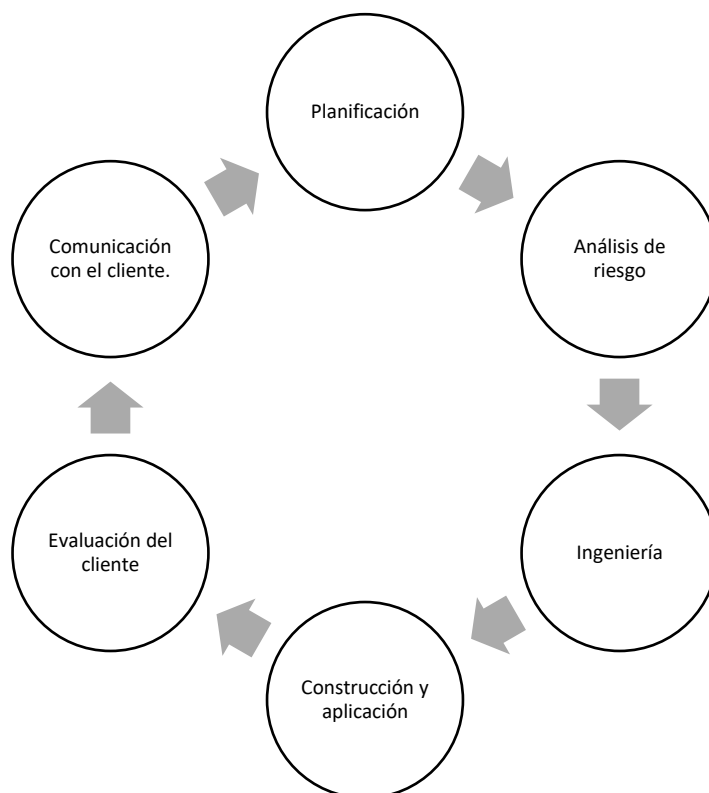 Planificación
Análisis de
riesgo
Ingeniería
Construcción y
aplicación
Evaluación del
cliente
Comunicación
con el cliente.